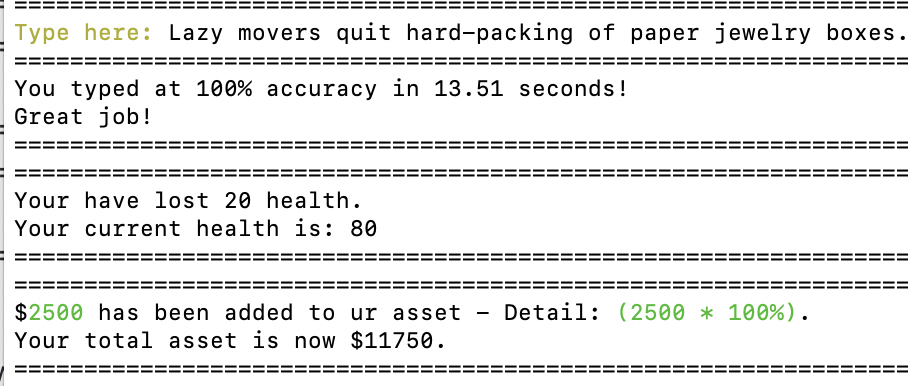 ================================================================
Type here: Lazy movers quit hard-packing of paper jewelry boxes.
================================================================
You typed at 100% accuracy in 13.51 seconds!
Great job!
================================================================
================================================================
Your have lost 20 health.
Your current health is: 80
================================================================
================================================================
$2500 has been added to ur asset - Detail: (2500 * 100%).
Your total asset is now $11750.
================================================================